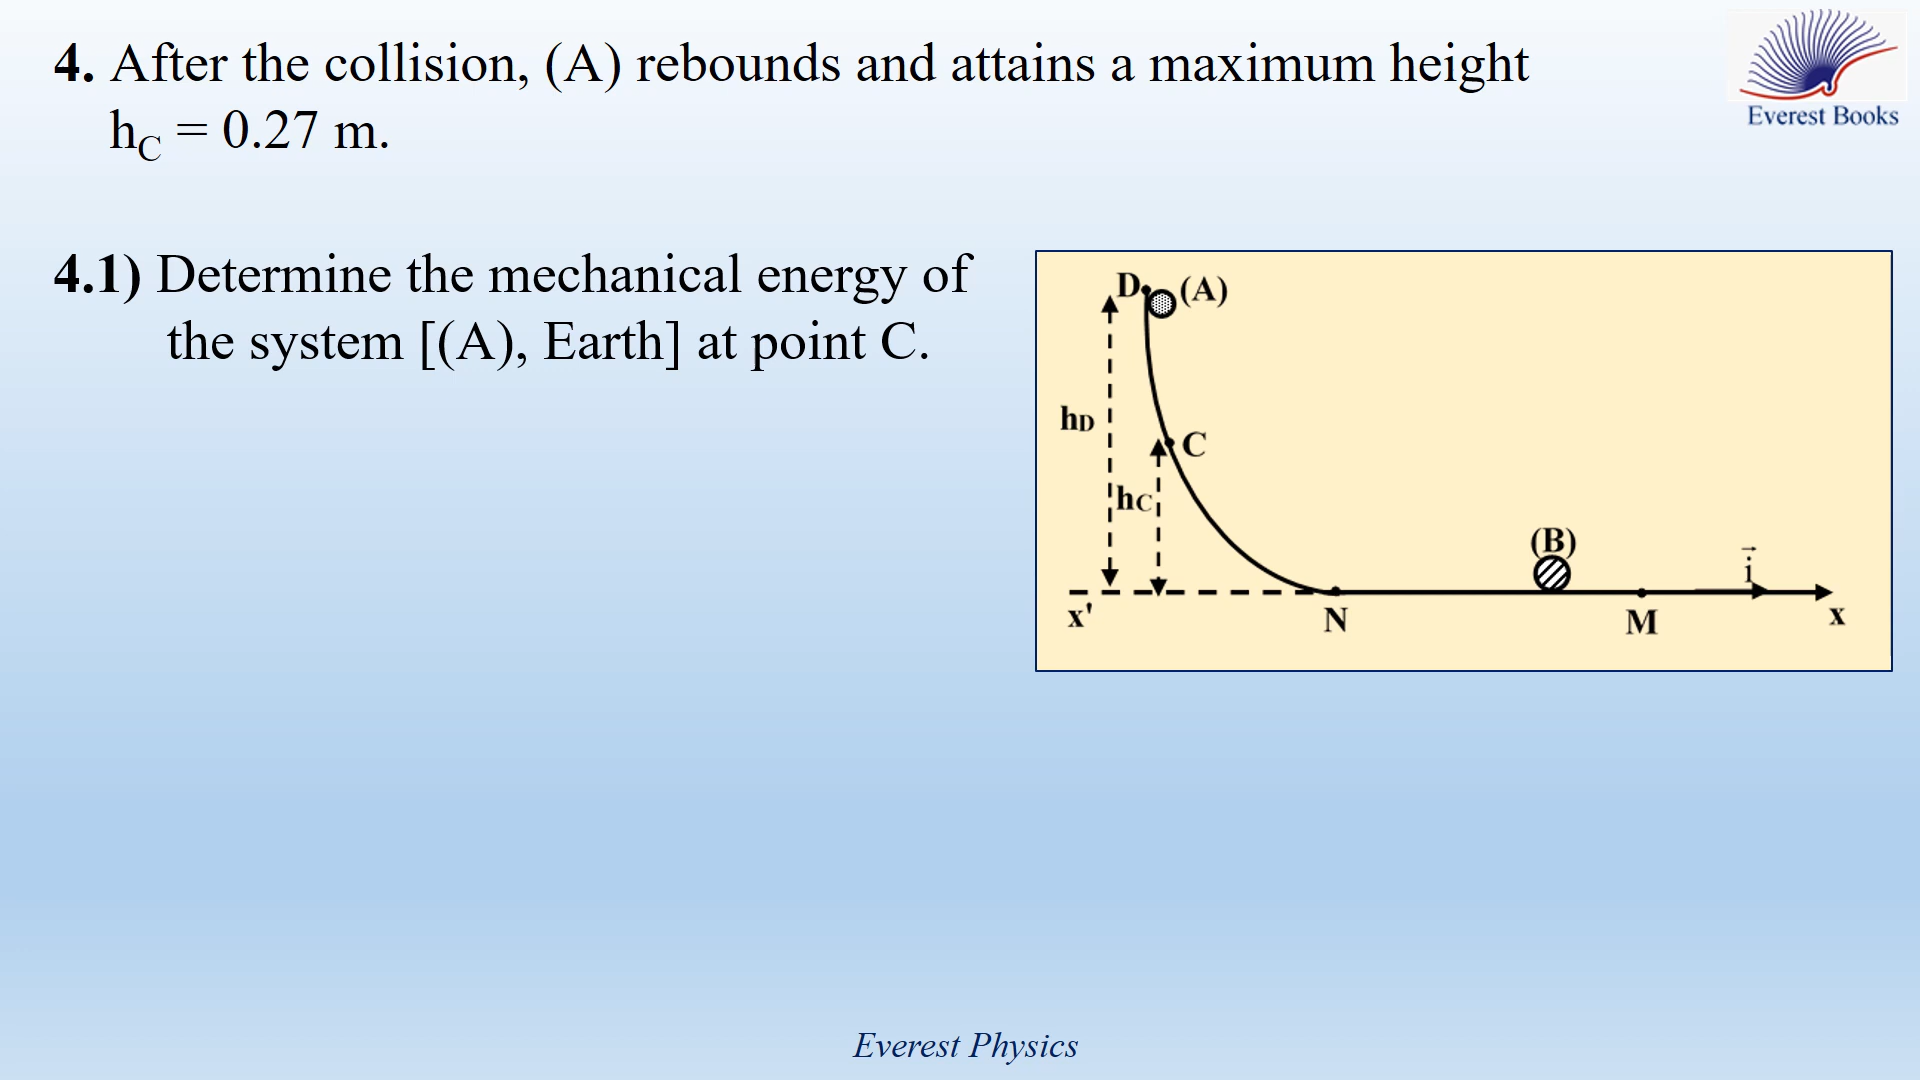 4. After the collision, (A) rebounds and attains a maximum height
hC = 0.27 m.
Everest Books
4.1) Determine the mechanical energy of
the system [(A), Earth] at point C.
D
(A)
hD
C
hC
(B)
i
x'
N
M
x
Everest Physics